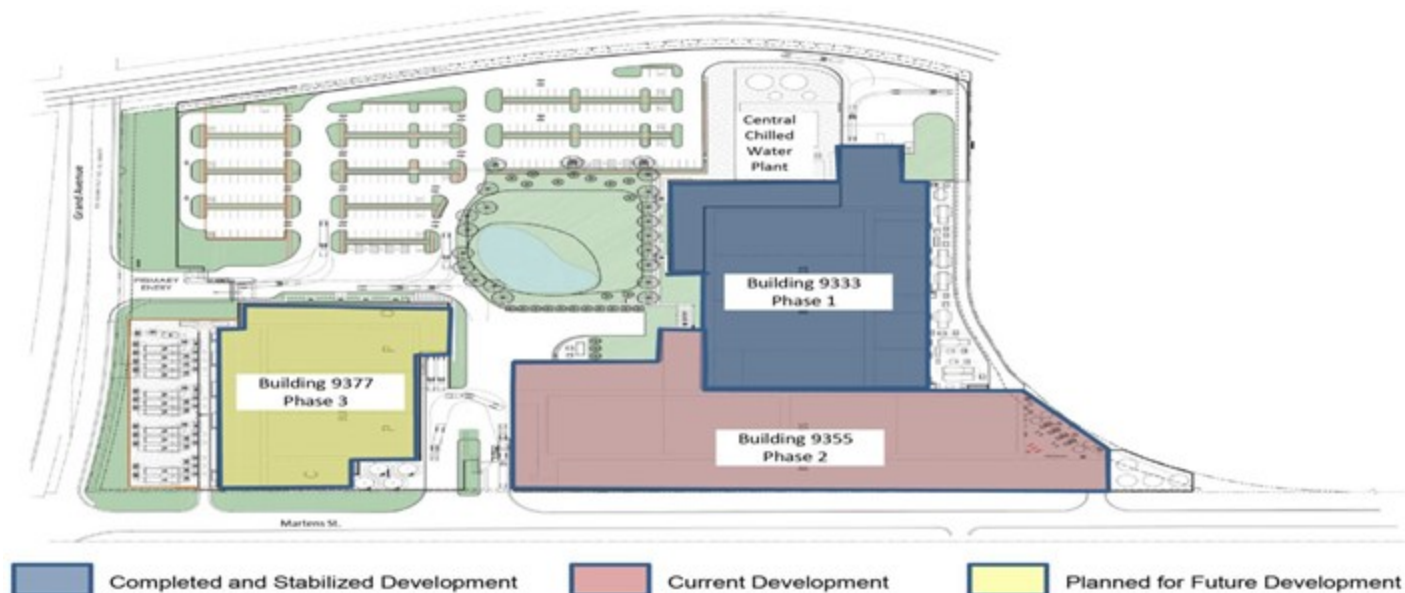 Central
Chilled
Water
Plant
Grand Avenue
PRIMARY
ENTRY
Building 9333
Phase 1
Building 9377
Phase 3
Building 9355
Phase 2
Martens St.
Completed and Stabilized Development
Current Development
Planned for Future Development